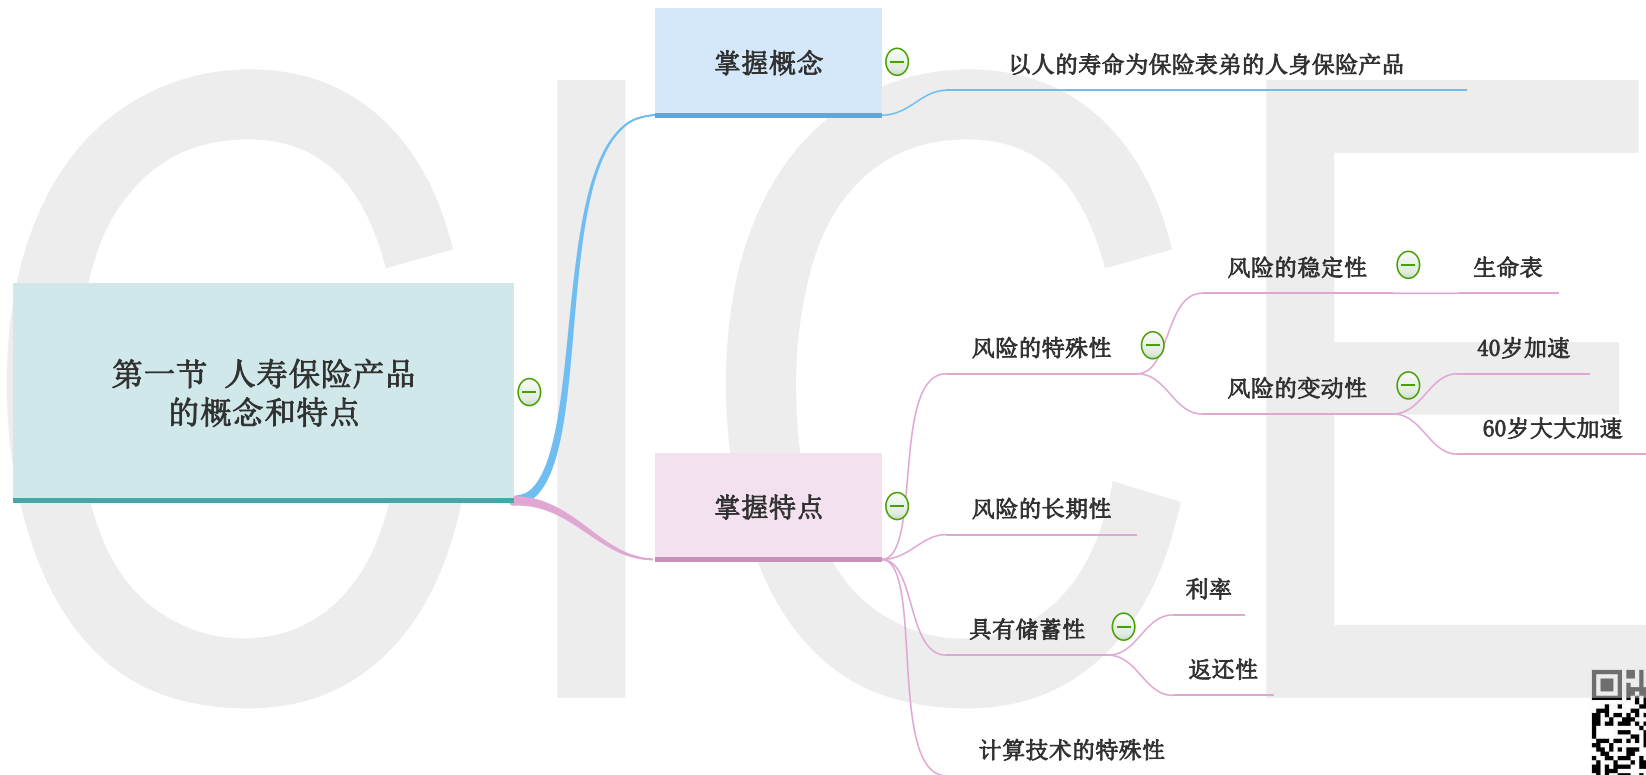 第一节 人寿保险产品
的概念和特点
掌握概念
以人的寿命为保险表弟的人身保险产品
掌握特点
风险的特殊性
风险的稳定性
生命表
风险的变动性
40岁加速
60岁大大加速
风险的长期性
具有储蓄性
利率
返还性
计算技术的特殊性
CICE